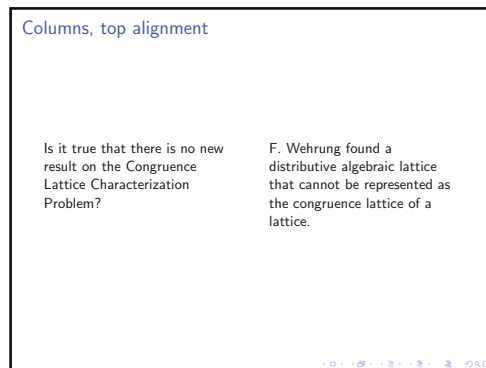 Columns, top alignment
Is it true that there is no new
result on the Congruence
Lattice Characterization
Problem?
F. Wehrung found a
distributive algebraic lattice
that cannot be represented as
the congruence lattice of a
lattice.